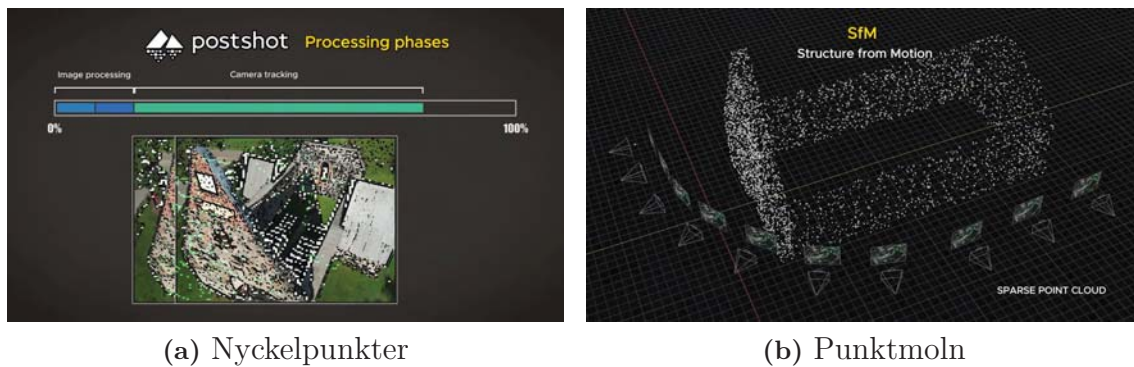 postshot Processing phases
Image processing Camera tracking
0% 100%
SfM
Structure from Motion
SPARSE POINT CLOUD
(a) Nyckelpunkter
(b) Punktmoln